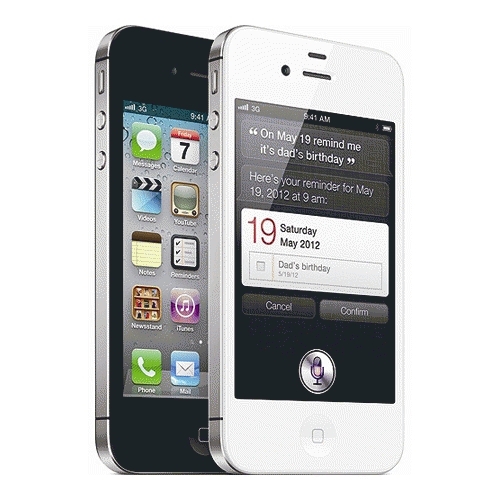 3G
9:41
Friday
7
Messages
Calendar
Videos
YouTube
Notes
Reminders
Newsstand
iTunes
Phone
Mail
3G
9:41 AM
“ On May 19 remind me
it's dad's birthday ”
Here's your reminder for May
19, 2012 at 9 am:
19 Saturday
May 2012
Dad's birthday
5/19/12
Cancel
Confirm